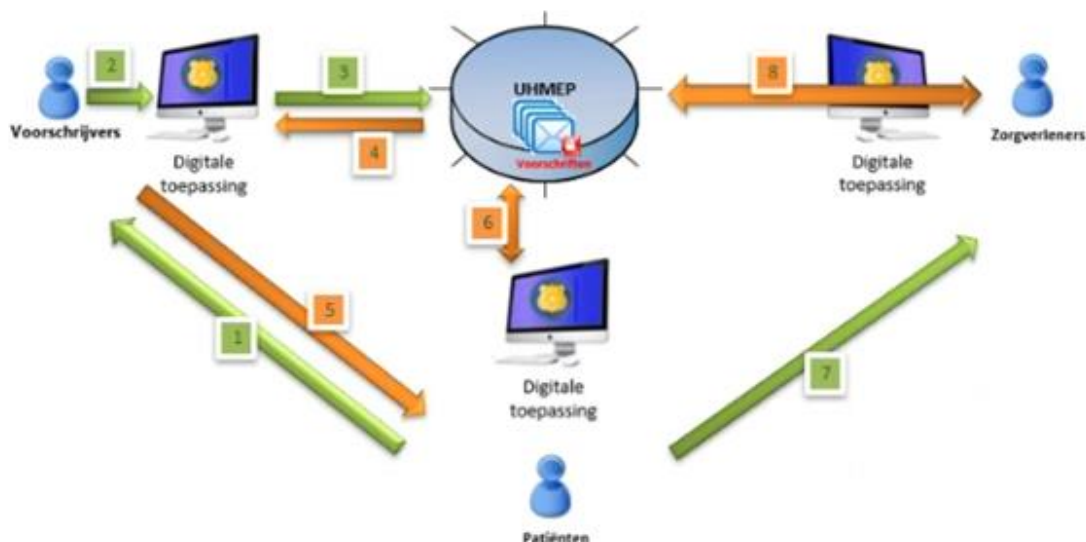 2
3
8
UHMEP
Voorschriften
Voorschrijvers
Zorgverleners
4
Digitale
toepassing
Digitale
toepassing
6
5
1
7
Digitale
toepassing
Patiënten